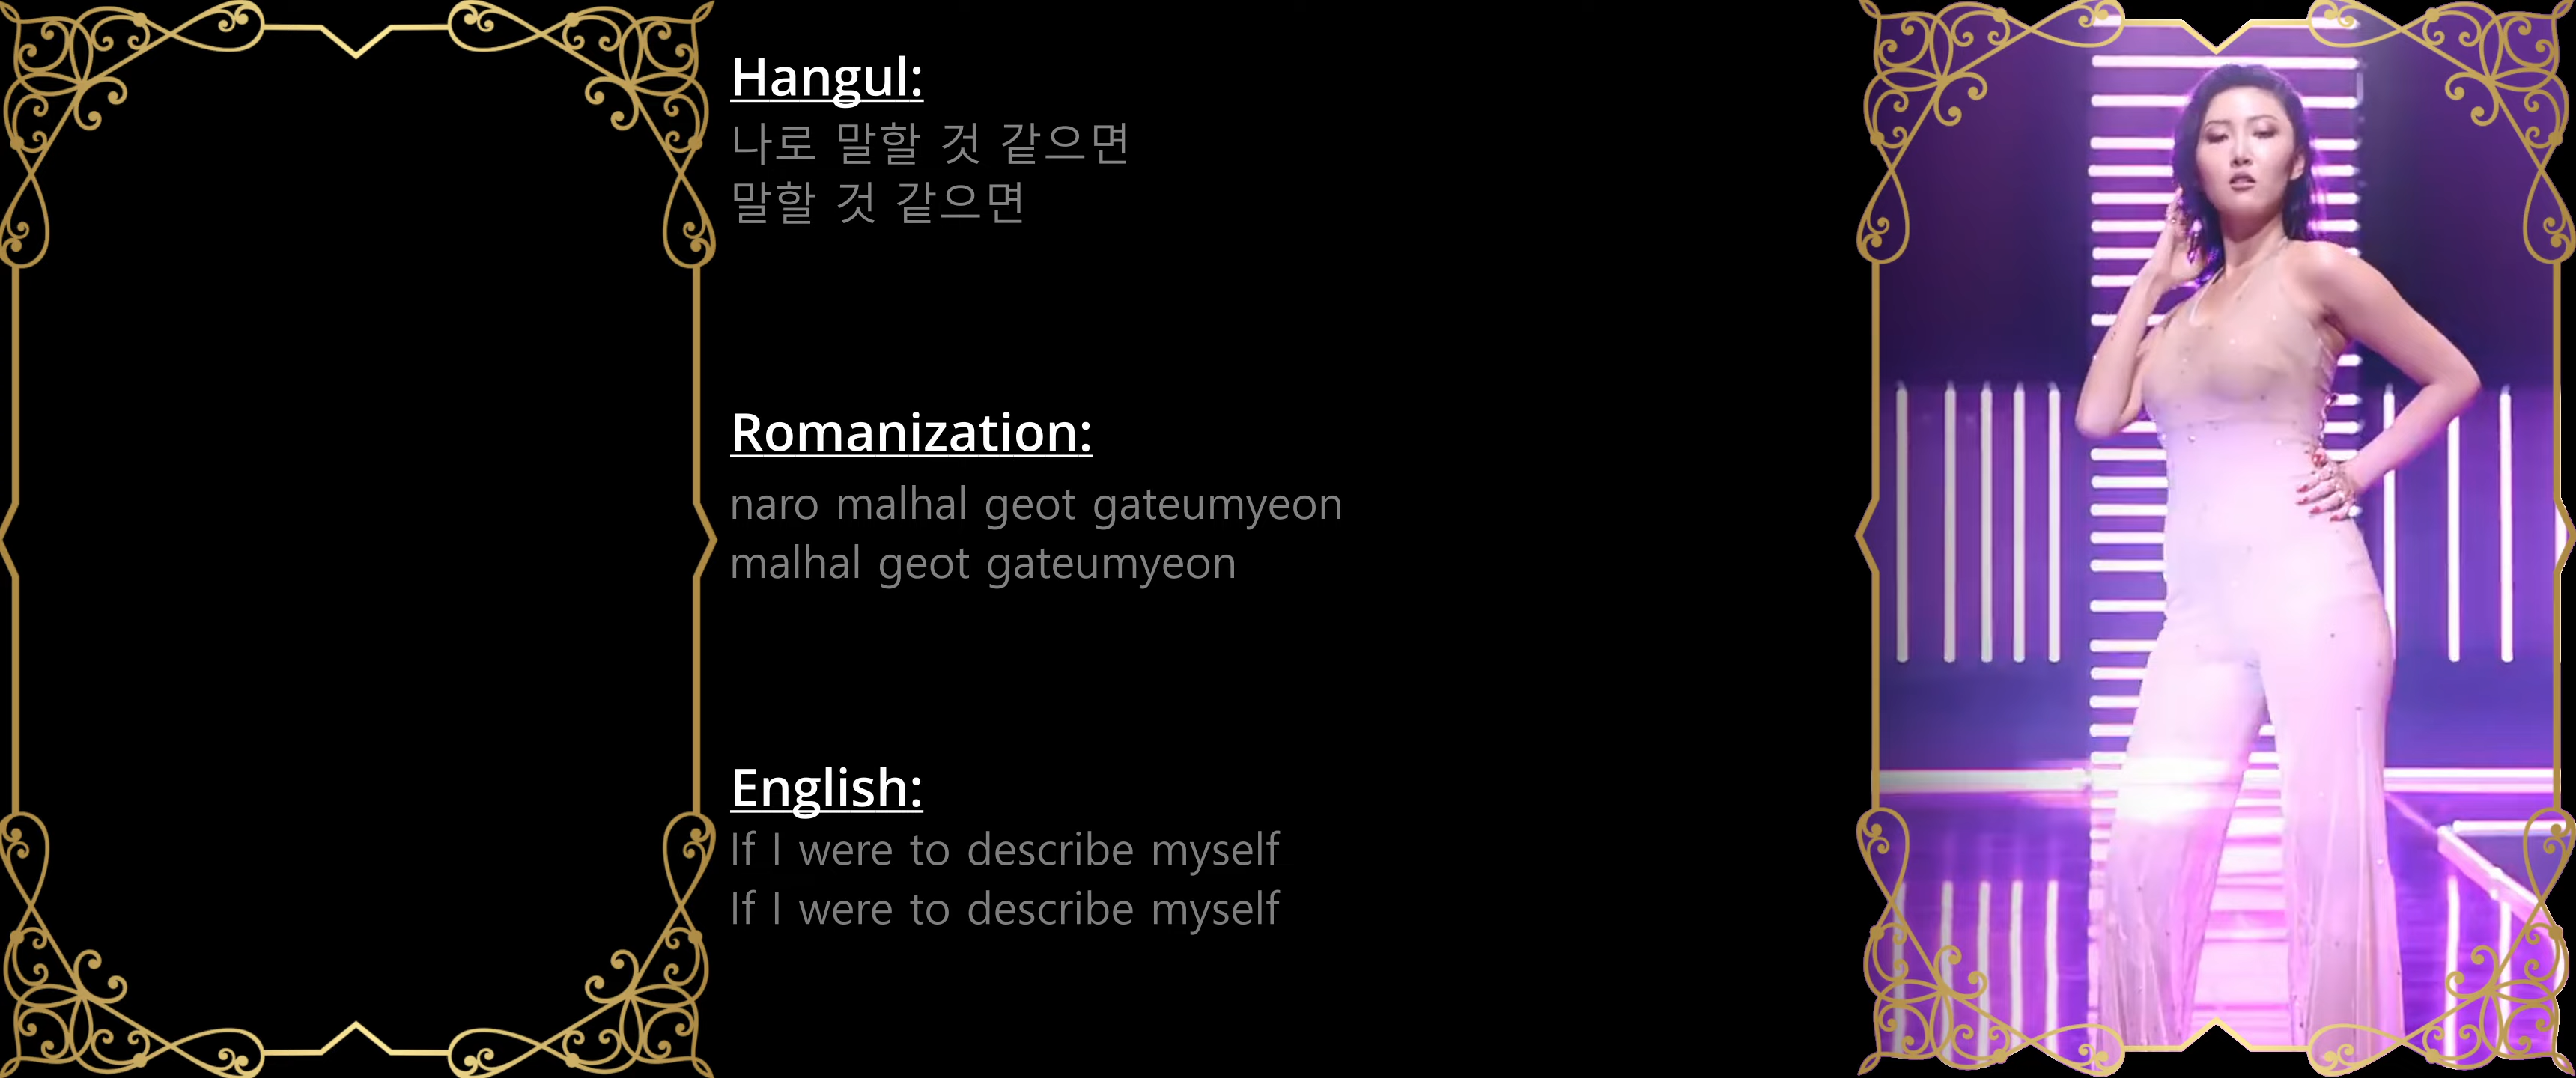 Hangul:
나로 말할 것 같으면
말할 것 같으면
Romanization:
naro malhal geot gateumyeon
malhal geot gateumyeon
English:
If I were to describe myself
If I were to describe myself